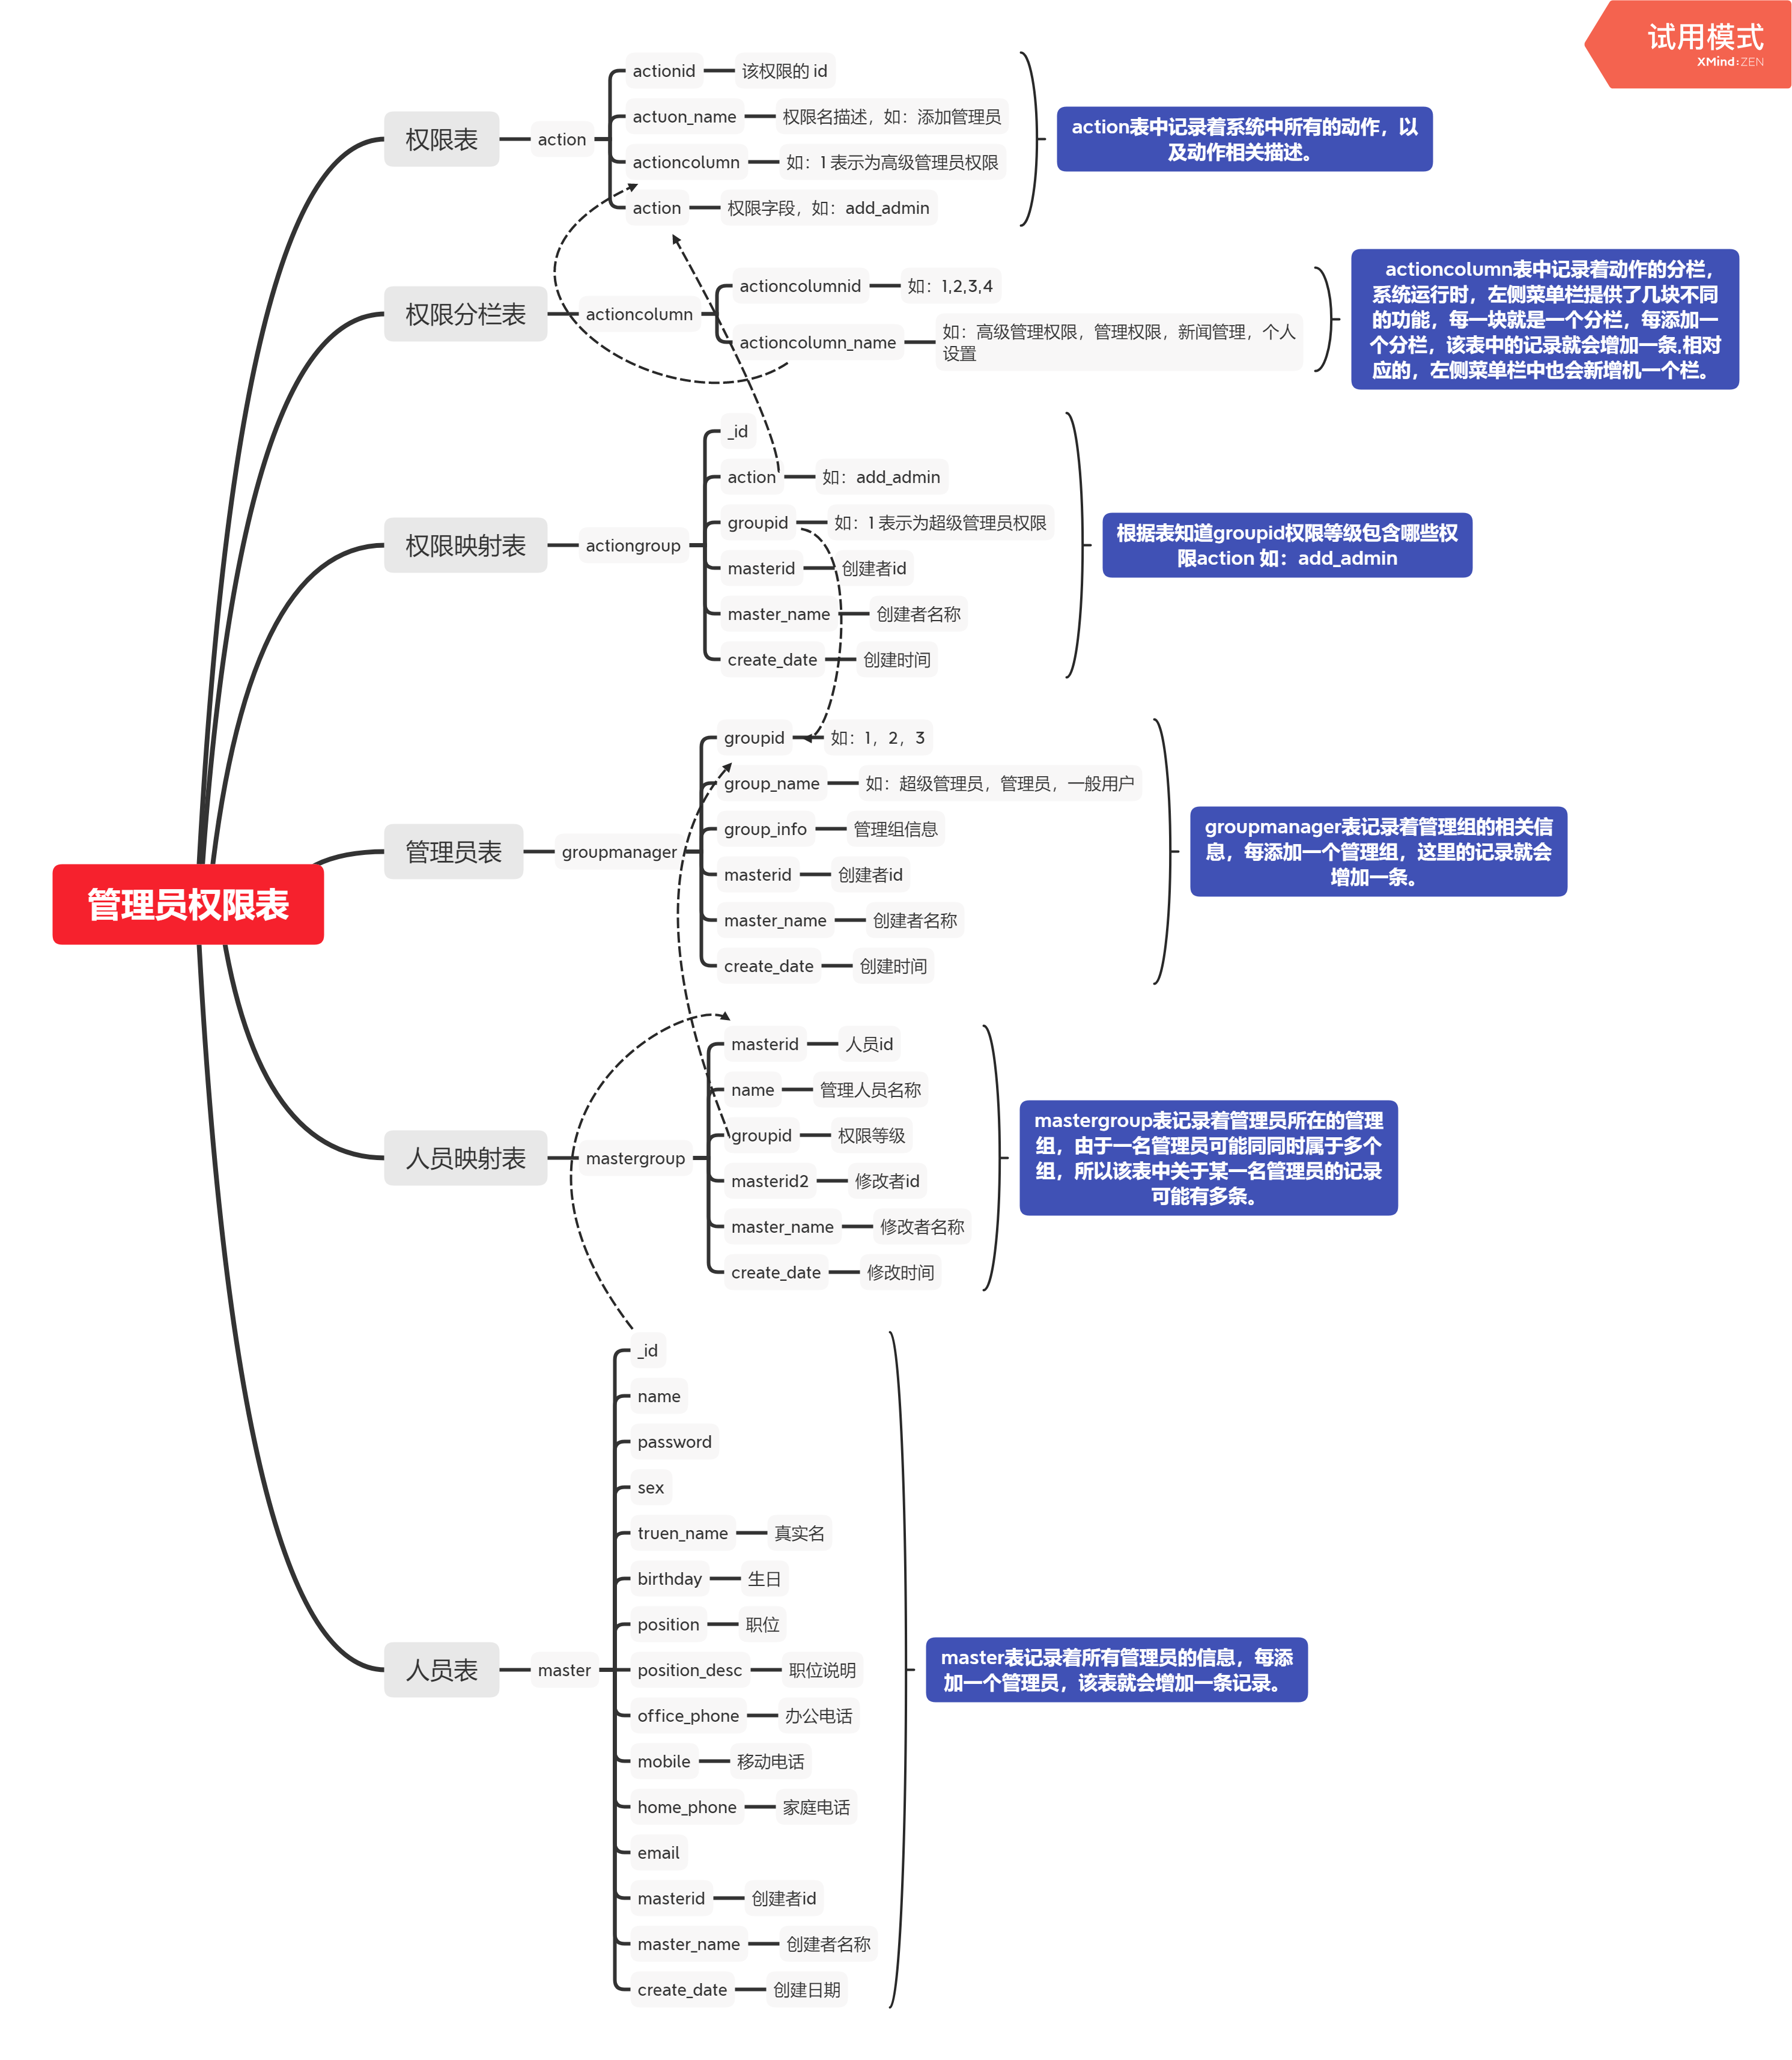 试用模式
XMind:ZEN
管理员权限表
权限表
action
actionid
该权限的 id
actuon_name
权限名描述，如：添加管理员
actioncolumn
如：1 表示为高级管理员权限
action
权限字段，如：add_admin
action表中记录着系统中所有的动作，以
及动作相关描述。
权限分栏表
actioncolumn
actioncolumnid
如：1,2,3,4
actioncolumn_name
如：高级管理权限，管理权限，新闻管理，个人
设置
actioncolumn表中记录着动作的分栏，
系统运行时，左侧菜单栏提供了几块不同
的功能，每一块就是一个分栏，每添加一
个分栏，该表中的记录就会增加一条,相对
应的，左侧菜单栏中也会新增机一个栏。
权限映射表
actiongroup
_id
action
如：add_admin
groupid
如：1 表示为超级管理员权限
masterid
创建者id
master_name
创建者名称
create_date
创建时间
根据表知道groupid权限等级包含哪些权
限action 如：add_admin
管理员表
groupmanager
groupid
如：1，2，3
group_name
如：超级管理员，管理员，一般用户
group_info
管理组信息
masterid
创建者id
master_name
创建者名称
create_date
创建时间
groupmanager表记录着管理组的相关信
息，每添加一个管理组，这里的记录就会
增加一条。
人员映射表
mastergroup
masterid
人员id
name
管理人员名称
groupid
权限等级
masterid2
修改者id
master_name
修改者名称
create_date
修改时间
mastergroup表记录着管理员所在的管理
组，由于一名管理员可能同同时属于多个
组，所以该表中关于某一名管理员的记录
可能有多条。
人员表
master
_id
name
password
sex
truen_name
真实名
birthday
生日
position
职位
position_desc
职位说明
office_phone
办公电话
mobile
移动电话
home_phone
家庭电话
email
masterid
创建者id
master_name
创建者名称
create_date
创建日期
master表记录着所有管理员的信息，每添
加一个管理员，该表就会增加一条记录。